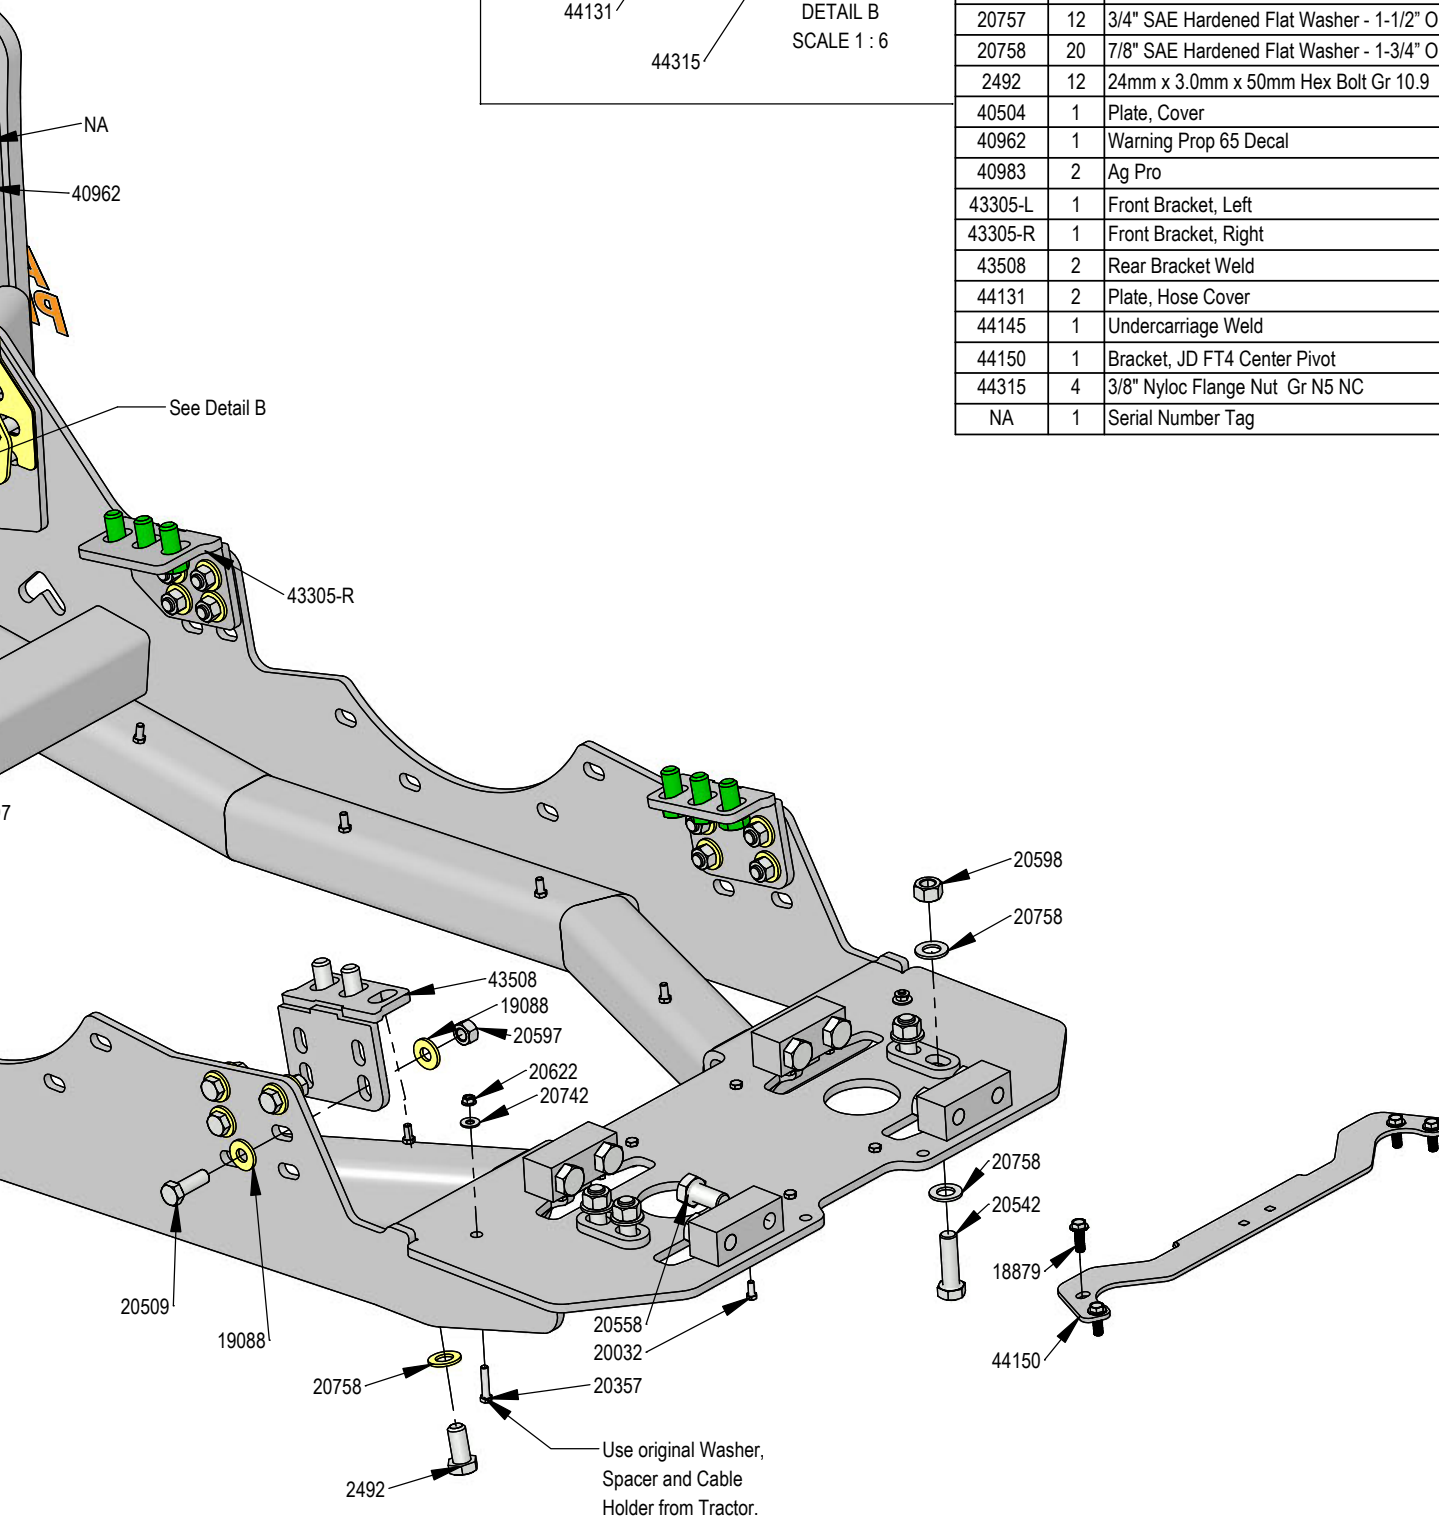 44131
DETAIL B
SCALE 1 : 6
44315
20757 12 3/4" SAE Hardened Flat Washer - 1-1/2” O
20758 20 7/8" SAE Hardened Flat Washer - 1-3/4” O
2492 12 24mm x 3.0mm x 50mm Hex Bolt Gr 10.9
40504 1 Plate, Cover
40962 1 Warning Prop 65 Decal
40983 2 Ag Pro
43305-L 1 Front Bracket, Left
43305-R 1 Front Bracket, Right
43508 2 Rear Bracket Weld
44131 2 Plate, Hose Cover
44145 1 Undercarriage Weld
44150 1 Bracket, JD FT4 Center Pivot
44315 4 3/8" Nyloc Flange Nut Gr N5 NC
NA 1 Serial Number Tag
NA
40962
AP
See Detail B
43305-R
7
20598
20758
43508
19088
20597
20622
20742
20758
20542
18879
20509
19088
20558
20032
44150
20758
20357
2492
Use original Washer,
Spacer and Cable
Holder from Tractor.